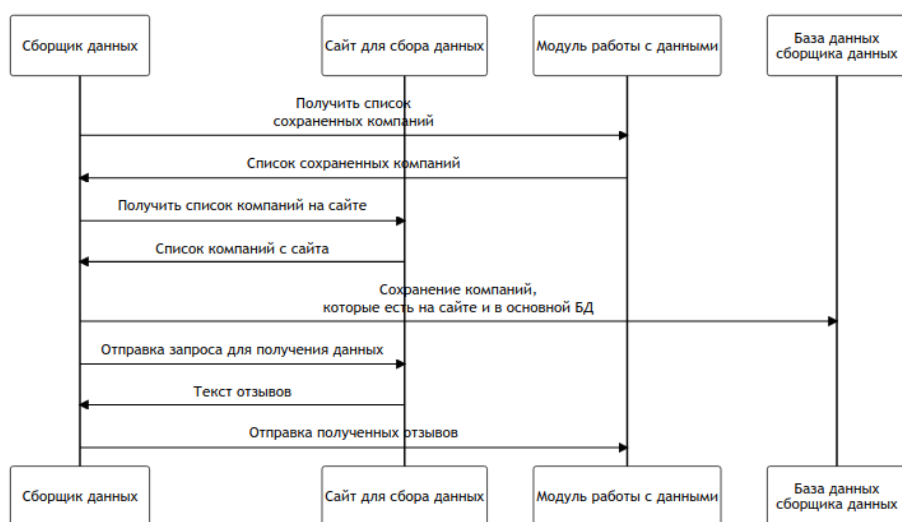 Сборщик данных
Сайт для сбора данных
Модуль работы с данными
База данных
сборщика данных
Получить список
сохраненных компаний
Список сохраненных компаний
Получить список компаний на сайте
Список компаний с сайта
Сохранение компаний,
которые есть на сайте и в основной БД
Отправка запроса для получения данных
Текст отзывов
Отправка полученных отзывов
Сборщик данных
Сайт для сбора данных
Модуль работы с данными
База данных
сборщика данных